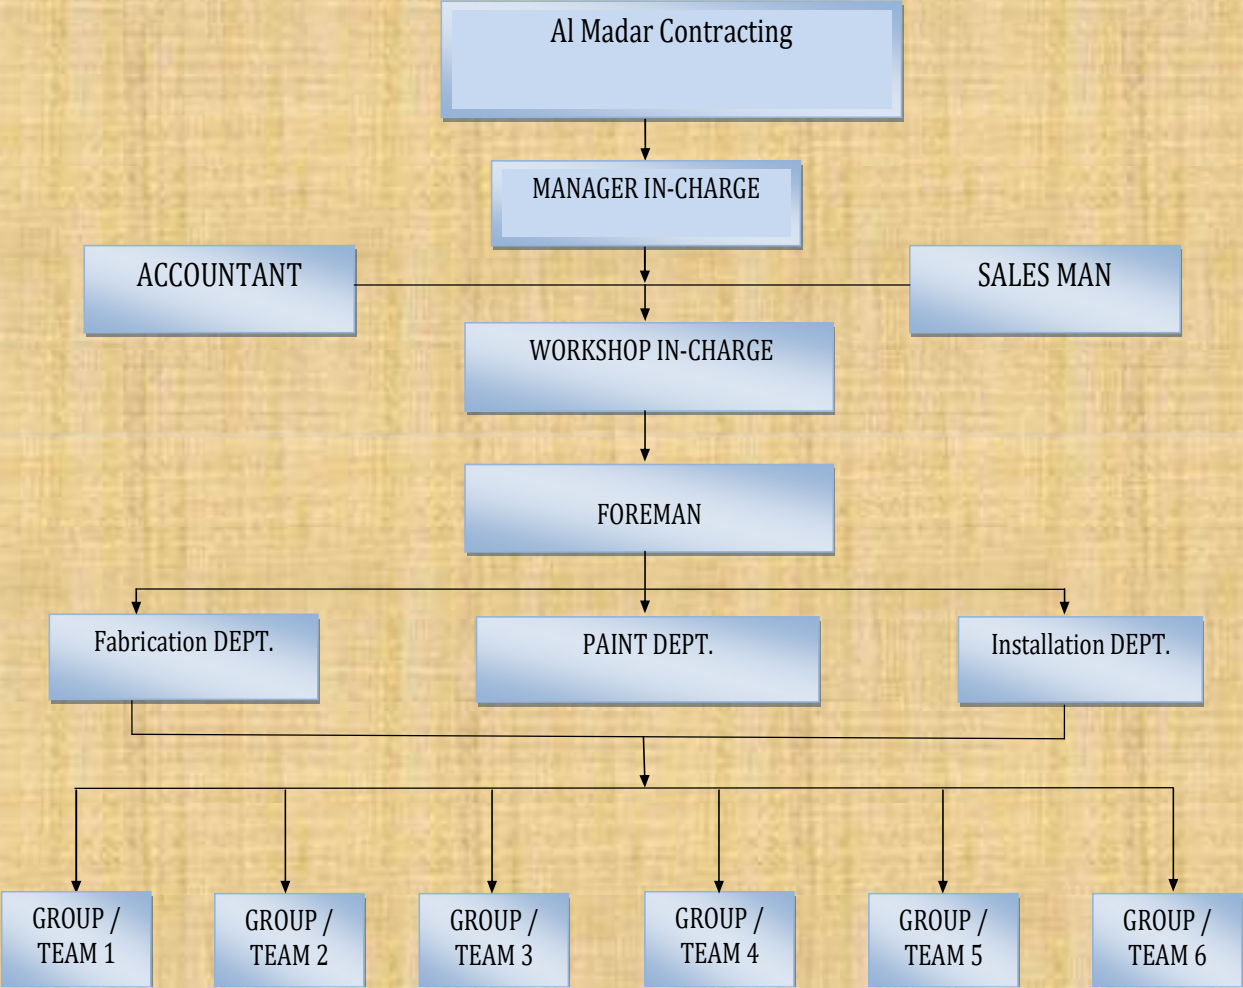 Al Madar Contracting
MANAGER IN-CHARGE
ACCOUNTANT
SALES MAN
WORKSHOP IN-CHARGE
FOREMAN
Fabrication DEPT.
PAINT DEPT.
Installation DEPT.
GROUP /
TEAM 1
GROUP /
TEAM 2
GROUP /
TEAM 3
GROUP /
TEAM 4
GROUP /
TEAM 5
GROUP /
TEAM 6